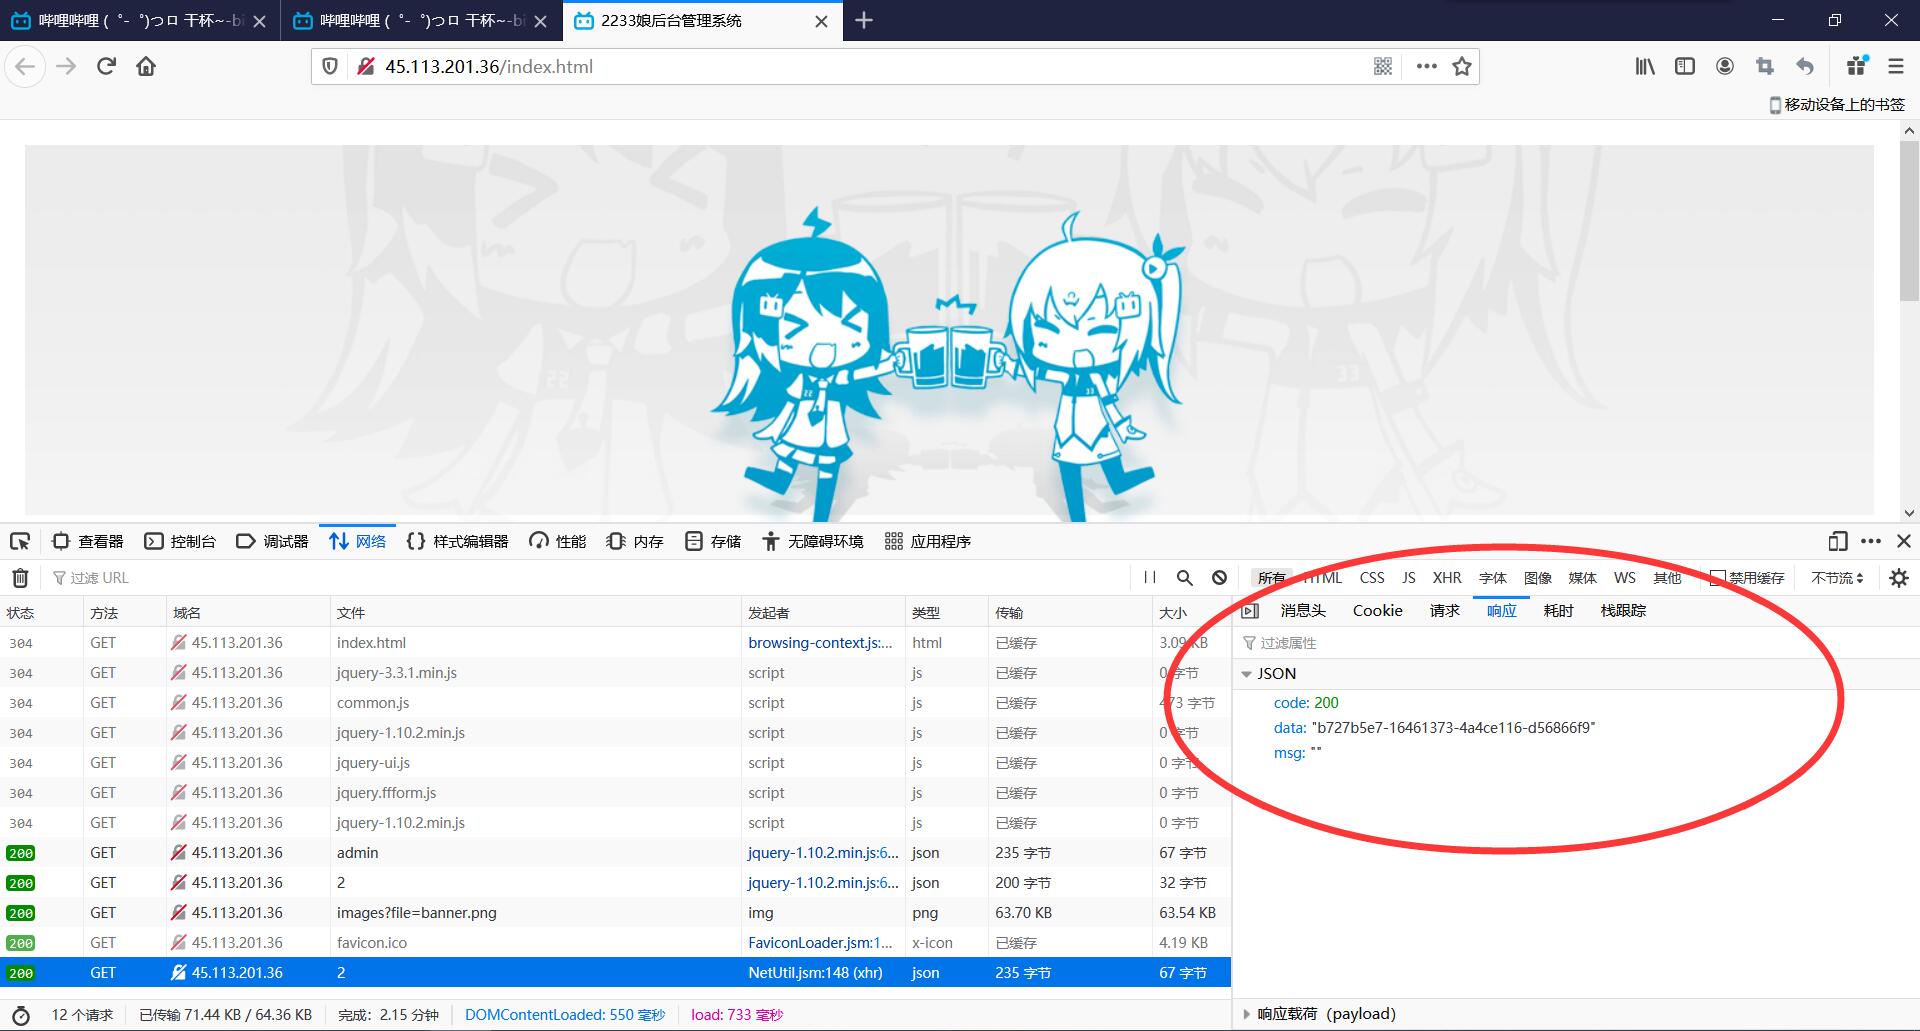 哔哩哔哩 (゜-゜)つロ 干杯~-bi
哔哩哔哩 (゜-゜)つロ 干杯~-bi
2233娘后台管理系统
45.113.201.36/index.html
移动设备上的书签
22
33
22
33
查看器 控制台 调试器 网络 样式编辑器 性能 内存 存储 无障碍环境 应用程序
过滤 URL
所有 HTML CSS JS XHR 字体 图像 媒体 WS 其他 禁用缓存 不节流
状态 方法 域名 文件 发起者 类型 传输 大小
304 GET 45.113.201.36 index.html browsing-context.js:... html 已缓存 3.09 KB
304 GET 45.113.201.36 jquery-3.3.1.min.js script js 已缓存 0 字节
304 GET 45.113.201.36 common.js script js 已缓存 473 字节
304 GET 45.113.201.36 jquery-1.10.2.min.js script js 已缓存 0 字节
304 GET 45.113.201.36 jquery-ui.js script js 已缓存 0 字节
304 GET 45.113.201.36 jquery.ffform.js script js 已缓存 0 字节
304 GET 45.113.201.36 jquery-1.10.2.min.js script js 已缓存 0 字节
200 GET 45.113.201.36 admin jquery-1.10.2.min.js:6... json 235 字节 67 字节
200 GET 45.113.201.36 2 jquery-1.10.2.min.js:6... json 200 字节 32 字节
200 GET 45.113.201.36 images?file=banner.png img png 63.70 KB 63.54 KB
200 GET 45.113.201.36 favicon.ico FaviconLoader.jsm:1... x-icon 已缓存 4.19 KB
200 GET 45.113.201.36 2 NetUtil.jsm:148 (xhr) json 235 字节 67 字节
消息头 Cookie 请求 响应 耗时 栈跟踪
过滤属性
JSON
code: 200
data: "b727b5e7-16461373-4a4ce116-d56866f9"
msg: ""
响应载荷 (payload)
12 个请求 已传输 71.44 KB / 64.36 KB 完成: 2.15 分钟 DOMContentLoaded: 550 毫秒 load: 733 毫秒